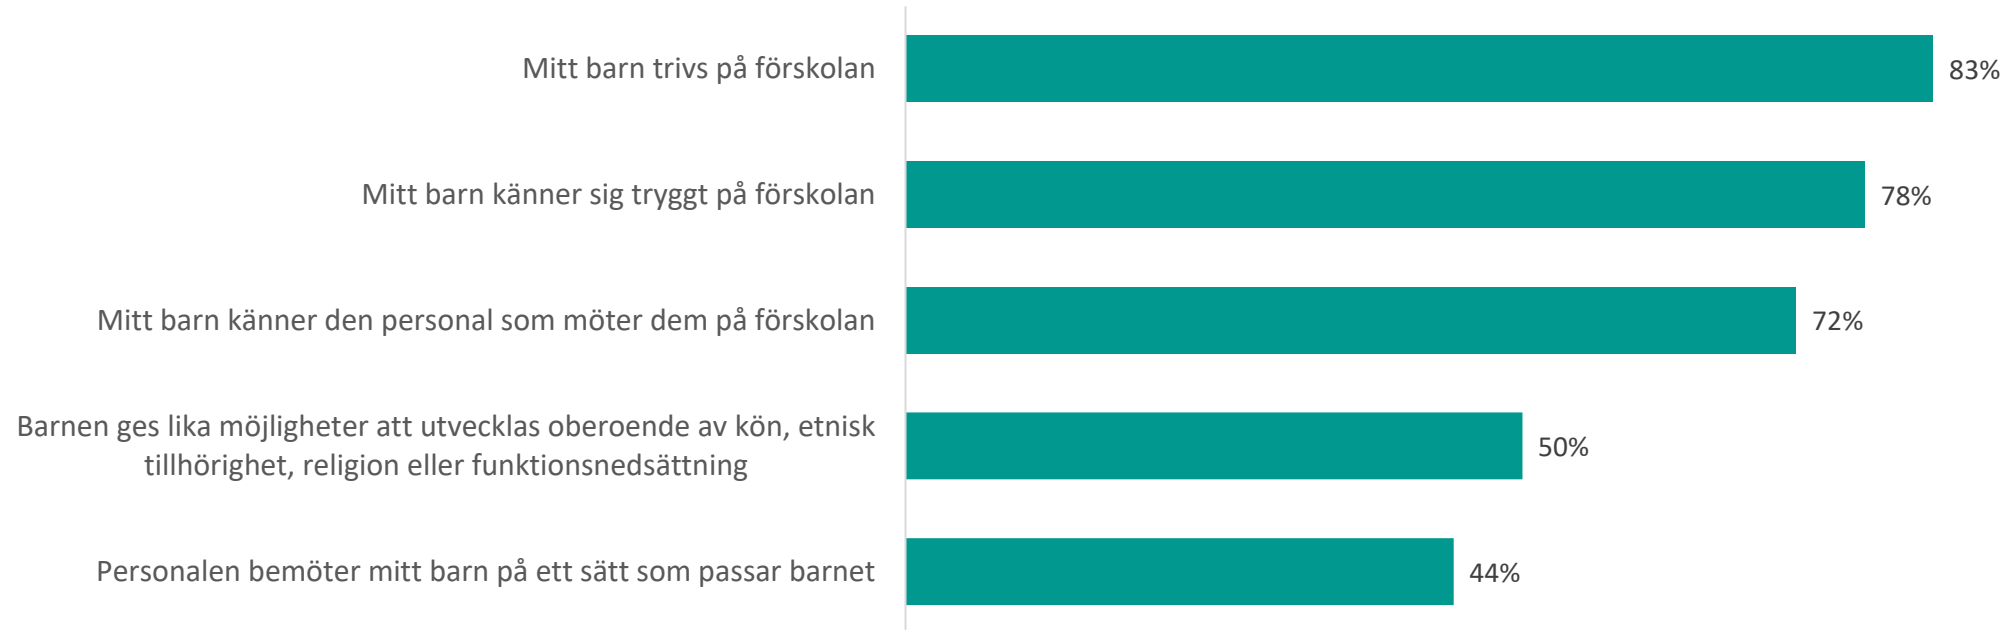 Mitt barn trivs på förskolan
83%
Mitt barn känner sig tryggt på förskolan
78%
Mitt barn känner den personal som möter dem på förskolan
72%
Barnen ges lika möjligheter att utvecklas oberoende av kön, etnisk
tillhörighet, religion eller funktionsnedsättning
50%
Personalen bemöter mitt barn på ett sätt som passar barnet
44%